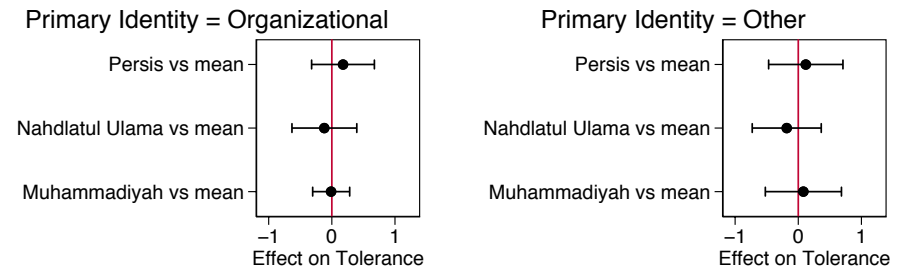 Primary Identity = Organizational
Persis vs mean
Nahdlatul Ulama vs mean
Muhammadiyah vs mean
−1 0 1
Effect on Tolerance
Primary Identity = Other
Persis vs mean
Nahdlatul Ulama vs mean
Muhammadiyah vs mean
−1 0 1
Effect on Tolerance